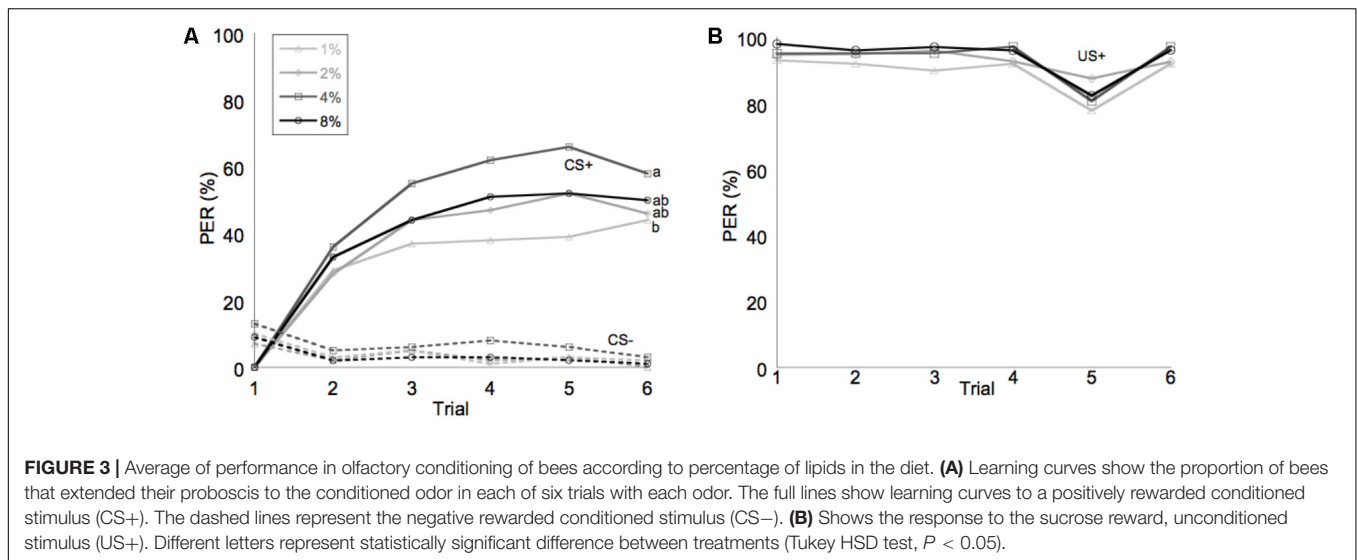 A
100
80
60
40
20
0
PER (%)
1%
2%
4%
8%
CS+
a
ab
ab
b
CS-
1 2 3 4 5 6
Trial
B
100
80
60
40
20
0
PER (%)
US+
1 2 3 4 5 6
Trial
FIGURE 3 | Average of performance in olfactory conditioning of bees according to percentage of lipids in the diet. (A) Learning curves show the proportion of bees
that extended their proboscis to the conditioned odor in each of six trials with each odor. The full lines show learning curves to a positively rewarded conditioned
stimulus (CS+). The dashed lines represent the negative rewarded conditioned stimulus (CS−). (B) Shows the response to the sucrose reward, unconditioned
stimulus (US+). Different letters represent statistically significant difference between treatments (Tukey HSD test, P < 0.05).